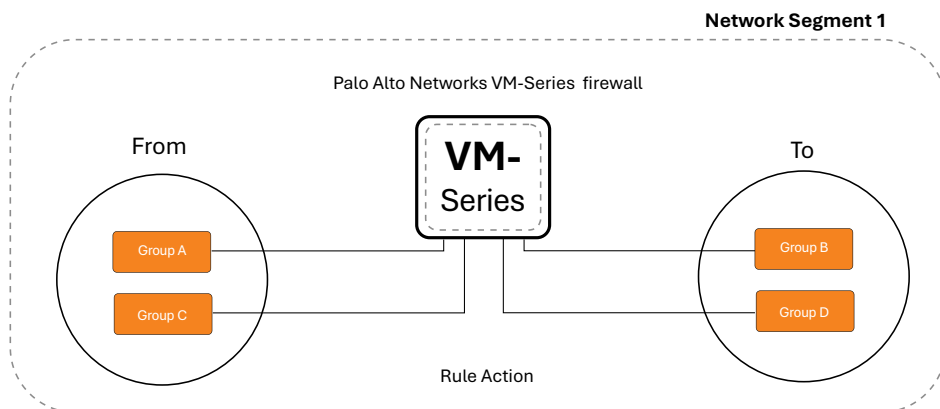 Network Segment 1
Palo Alto Networks VM-Series firewall
From
VM-
Series
To
Group A
Group B
Group C
Group D
Rule Action